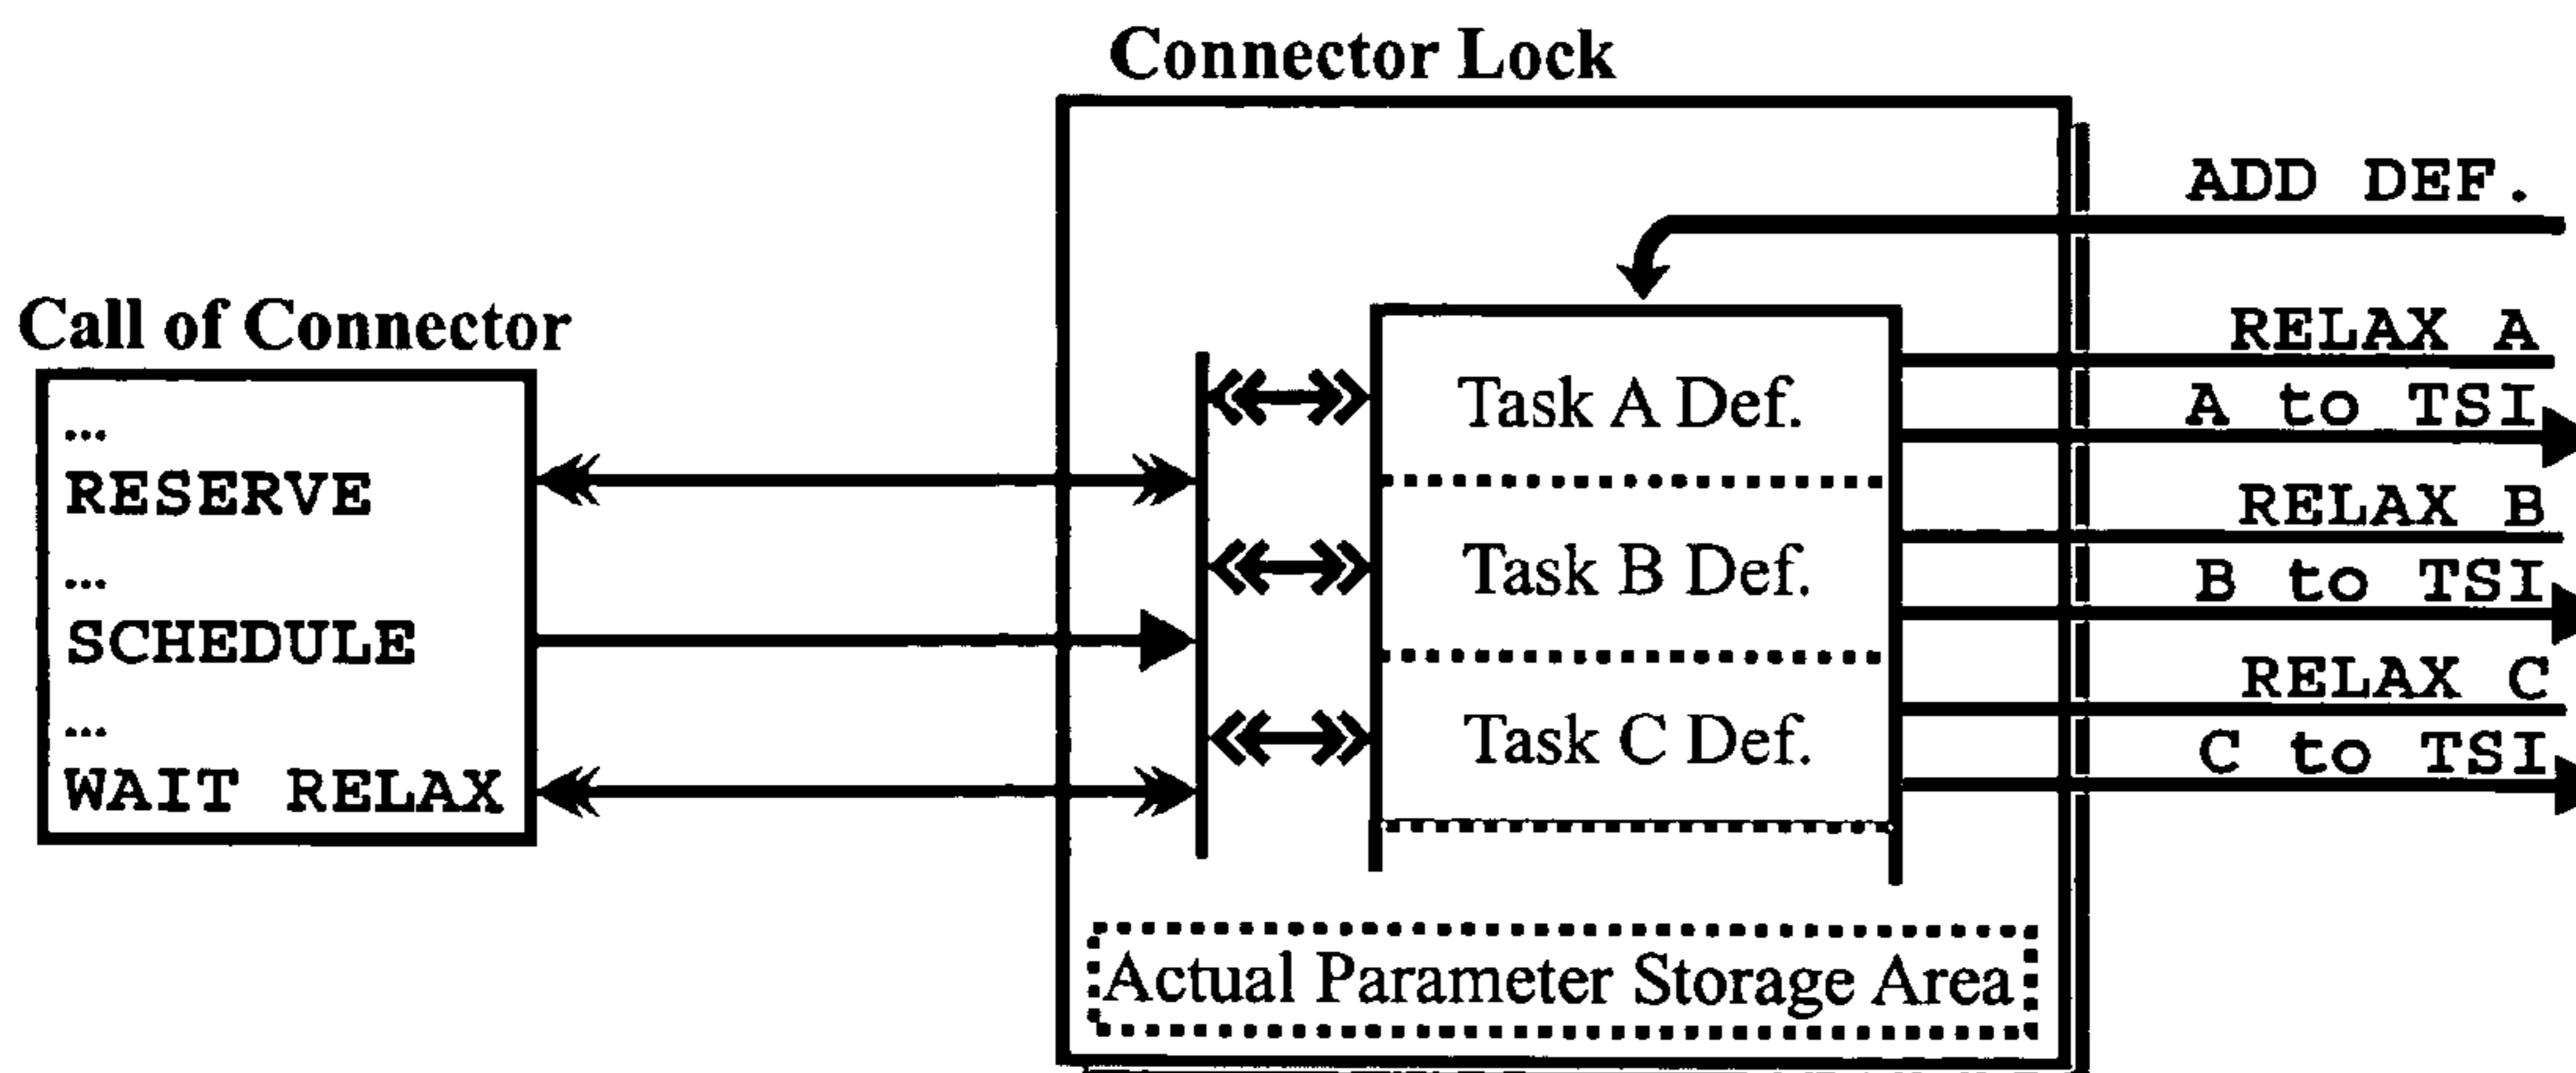 Connector Lock
ADD DEF.
Call of Connector
...
RESERVE
...
SCHEDULE
...
WAIT RELAX
Task A Def.
Task B Def.
Task C Def.
Actual Parameter Storage Area
RELAX A
A to TSI
RELAX B
B to TSI
RELAX C
C to TSI